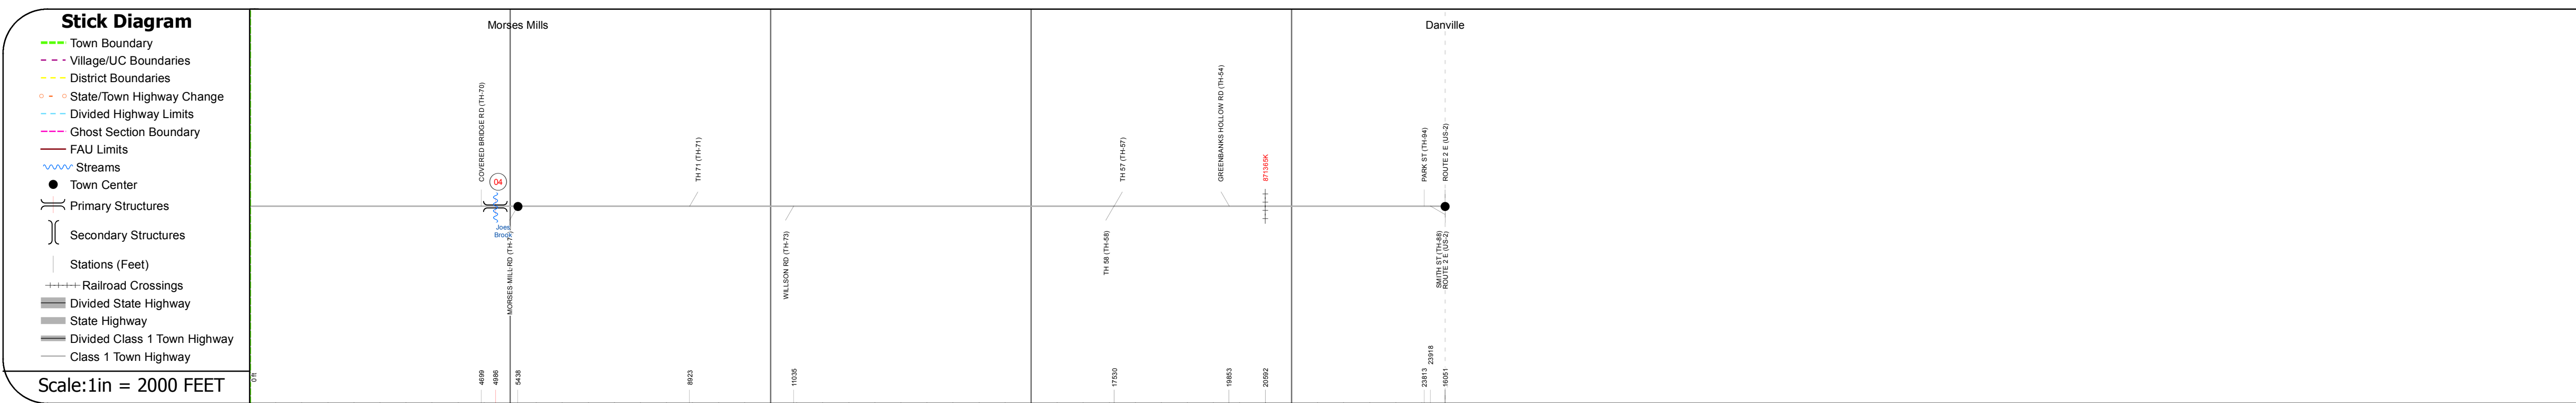 Stick Diagram
Town Boundary
Village/UC Boundaries
District Boundaries
State/Town Highway Change
Divided Highway Limits
Ghost Section Boundary
FAU Limits
Streams
Town Center
Primary Structures
Secondary Structures
Stations (Feet)
Railroad Crossings
Divided State Highway
State Highway
Divided Class 1 Town Highway
Class 1 Town Highway
Scale:1in = 2000 FEET
Morses Mills
Danville
COVERED BRIDGE RD (TH-70)
04
Joes
Brook
TH 71 (TH-71)
WILLSON RD (TH-73)
TH 58 (TH-58)
TH 57 (TH-57)
GREENBANKS HOLLOW RD (TH-54)
871365K
PARK ST (TH-94)
ROUTE 2 E (US-2)
SMITH ST (TH-88)
ROUTE 2 E (US-2)
0 ft
4699
4986
5438
8923
11035
17530
19853
20592
23813
23918
16051